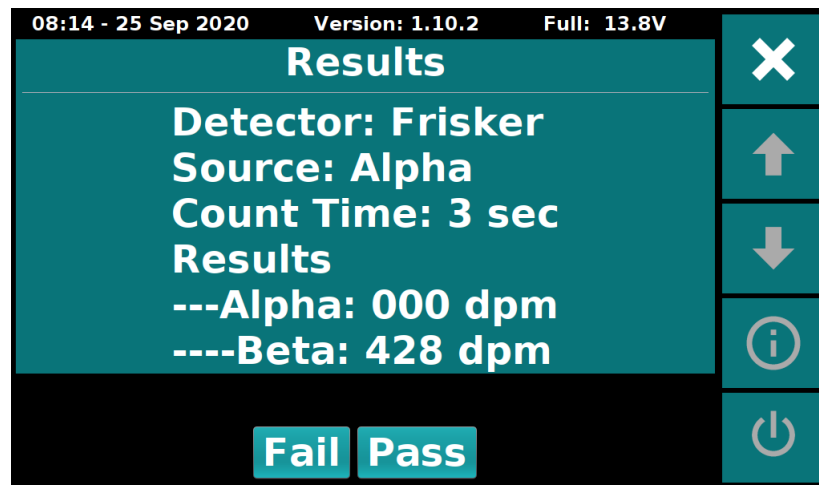 08:14 - 25 Sep 2020 Version: 1.10.2 Full: 13.8V
Results
Detector: Frisker
Source: Alpha
Count Time: 3 sec
Results
---Alpha: 000 dpm
----Beta: 428 dpm
Fail Pass